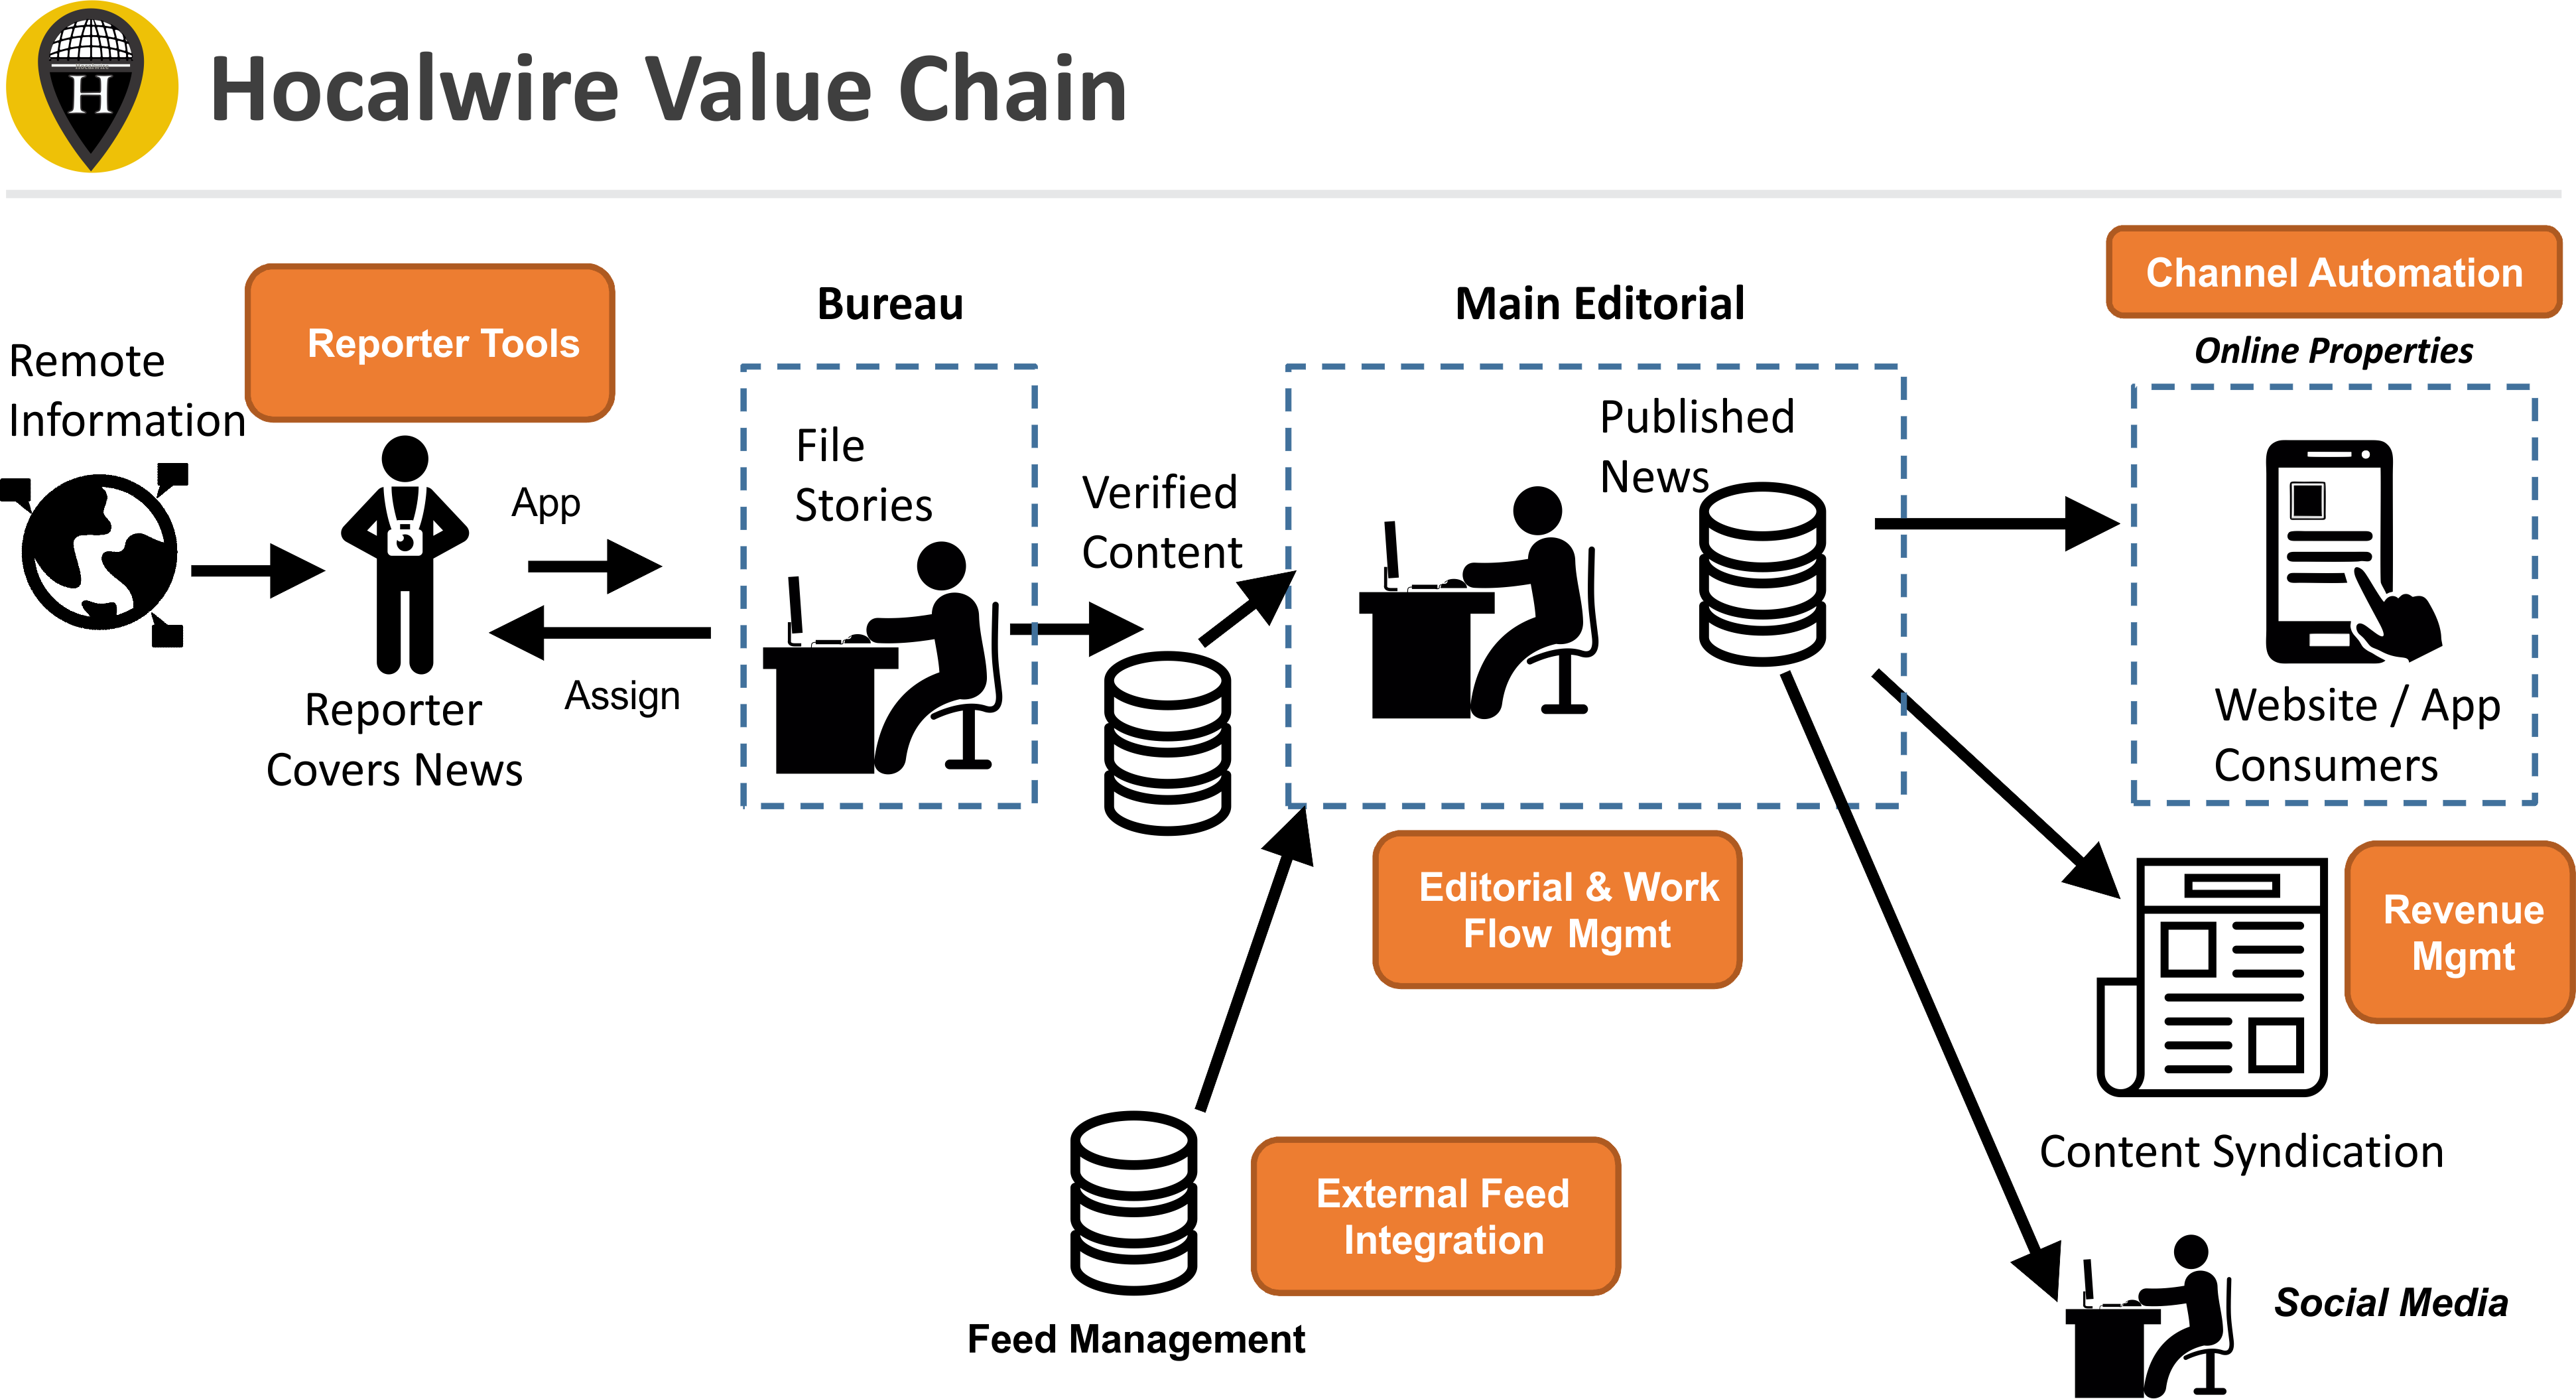 H
Hocalwire Value Chain
Remote
Information
Reporter Tools
App
Assign
Reporter
Covers News
Bureau
File
Stories
Verified
Content
Main Editorial
Published
News
Editorial & Work
Flow Mgmt
Channel Automation
Online Properties
Website / App
Consumers
Revenue
Mgmt
Content Syndication
External Feed
Integration
Feed Management
Social Media